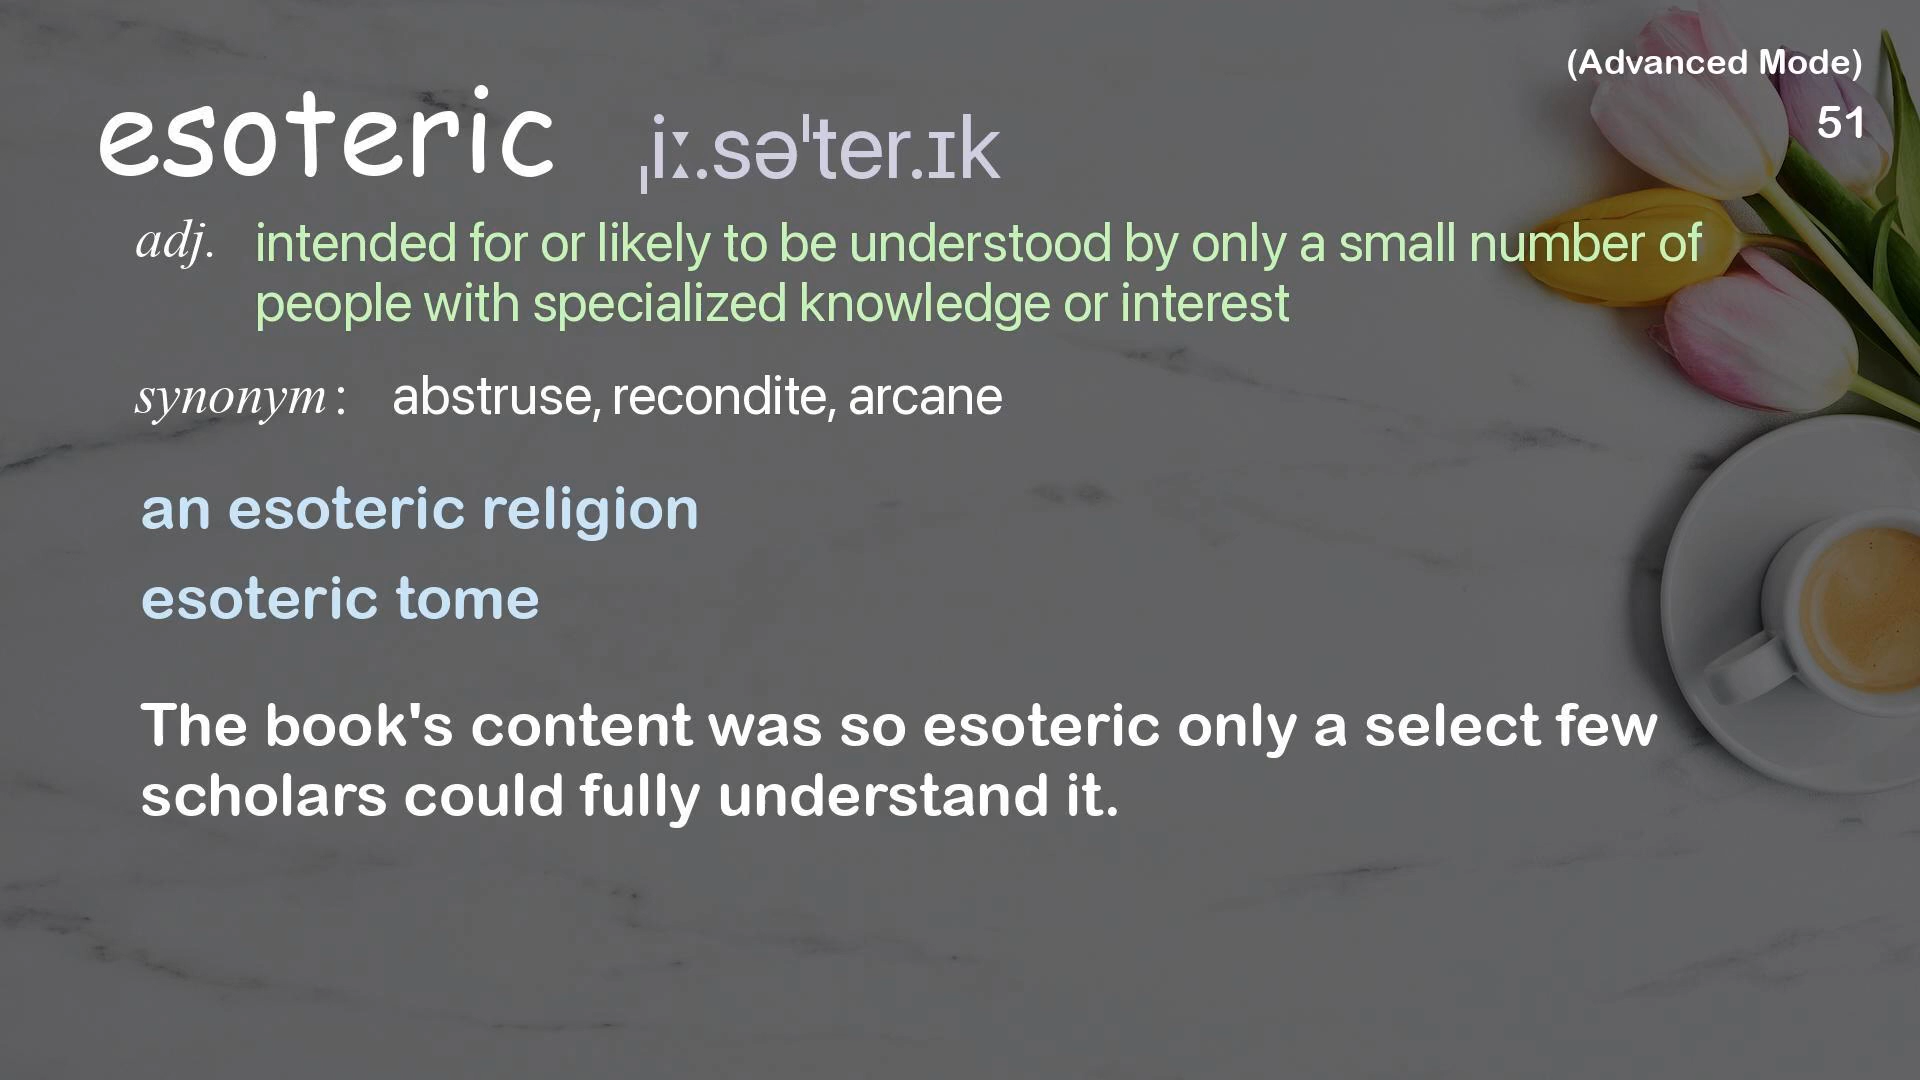 (Advanced Mode)
51
esoteric ˌiː.səˈter.ɪk
adj. intended for or likely to be understood by only a small number of
people with specialized knowledge or interest
synonym: abstruse, recondite, arcane
an esoteric religion
esoteric tome
The book's content was so esoteric only a select few
scholars could fully understand it.